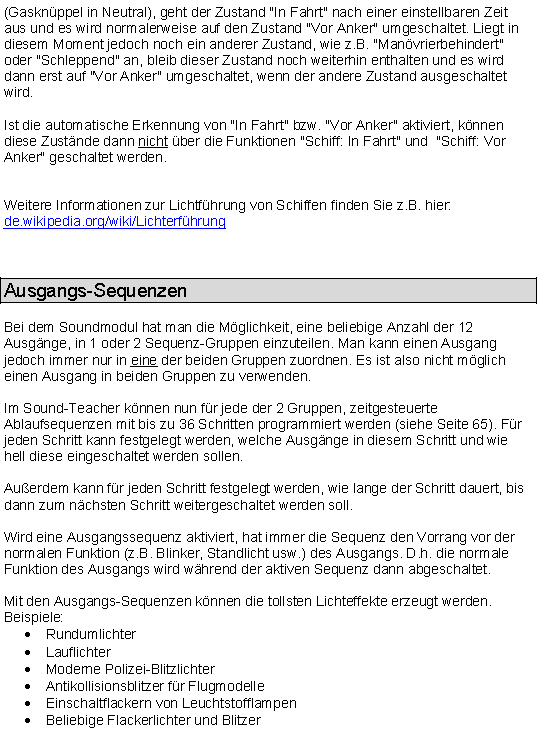 (Gasknüppel in Neutral), geht der Zustand "In Fahrt" nach einer einstellbaren Zeit
aus und es wird normalerweise auf den Zustand "Vor Anker" umgeschaltet. Liegt in
diesem Moment jedoch noch ein anderer Zustand, wie z.B. "Manövrierbehindert"
oder "Schleppend" an, bleib dieser Zustand noch weiterhin enthalten und es wird
dann erst auf "Vor Anker" umgeschaltet, wenn der andere Zustand ausgeschaltet
wird.
Ist die automatische Erkennung von "In Fahrt" bzw. "Vor Anker" aktiviert, können
diese Zustände dann nicht über die Funktionen "Schiff: In Fahrt" und "Schiff: Vor
Anker" geschaltet werden.
Weitere Informationen zur Lichtführung von Schiffen finden Sie z.B. hier:
de.wikipedia.org/wiki/Lichterführung
Ausgangs-Sequenzen
Bei dem Soundmodul hat man die Möglichkeit, eine beliebige Anzahl der 12
Ausgänge, in 1 oder 2 Sequenz-Gruppen einzuteilen. Man kann einen Ausgang
jedoch immer nur in eine der beiden Gruppen zuordnen. Es ist also nicht möglich
einen Ausgang in beiden Gruppen zu verwenden.
Im Sound-Teacher können nun für jede der 2 Gruppen, zeitgesteuerte
Ablaufsequenzen mit bis zu 36 Schritten programmiert werden (siehe Seite 65). Für
jeden Schritt kann festgelegt werden, welche Ausgänge in diesem Schritt und wie
hell diese eingeschaltet werden sollen.
Außerdem kann für jeden Schritt festgelegt werden, wie lange der Schritt dauert, bis
dann zum nächsten Schritt weitergeschaltet werden soll.
Wird eine Ausgangssequenz aktiviert, hat immer die Sequenz den Vorrang vor der
normalen Funktion (z.B. Blinker, Standlicht usw.) des Ausgangs. D.h. die normale
Funktion des Ausgangs wird während der aktiven Sequenz dann abgeschaltet.
Mit den Ausgangs-Sequenzen können die tollsten Lichteffekte erzeugt werden.
Beispiele:
• Rundumlichter
• Lauflichter
• Moderne Polizei-Blitzlichter
• Antikollisionsblitzer für Flugmodelle
• Einschaltflackern von Leuchtstofflampen
• Beliebige Flackerlichter und Blitzer